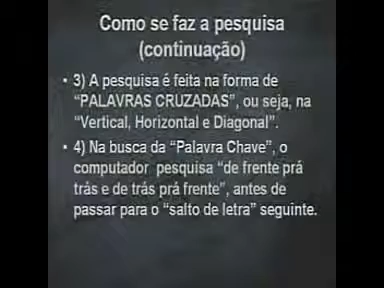 Como se faz a pesquisa
(continuação)
• 3) A pesquisa é feita na forma de
“PALAVRAS CRUZADAS”, ou seja, na
“Vertical, Horizontal e Diagonal”.
• 4) Na busca da “Palavra Chave”, o
computador pesquisa “de frente prá
trás e de trás prá frente”, antes de
passar para o “salto de letra” seguinte.